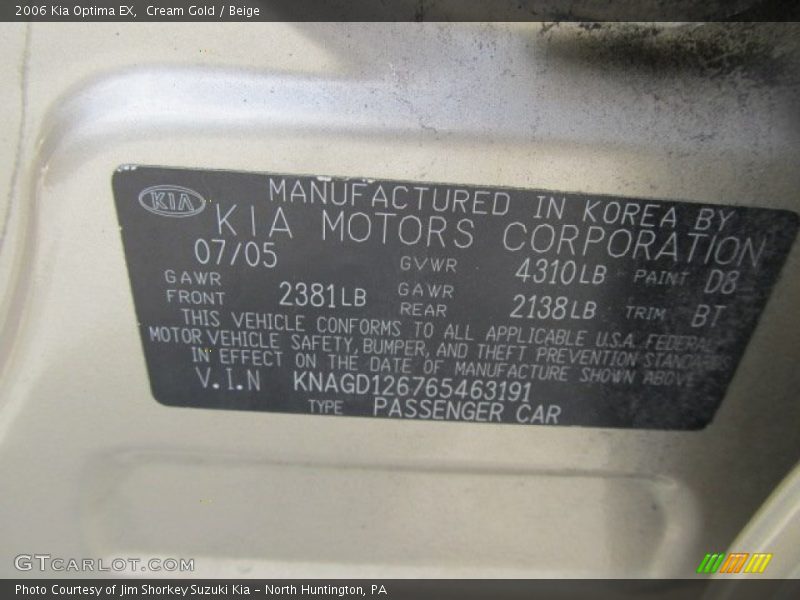 2006 Kia Optima EX, Cream Gold / Beige
KIA
MANUFACTURED IN KOREA BY
KIA MOTORS CORPORATION
07/05 GVWR 4310LB PAINT D8
GAWR FRONT 2381LB GAWR REAR 2138LB TRIM BT
THIS VEHICLE CONFORMS TO ALL APPLICABLE U.S.A. FEDERAL
MOTOR VEHICLE SAFETY, BUMPER, AND THEFT PREVENTION STANDARDS
IN EFFECT ON THE DATE OF MANUFACTURE SHOWN ABOVE
V.I.N KNAGD126765463191
TYPE PASSENGER CAR
GTCARLOT.COM
Photo Courtesy of Jim Shorkey Suzuki Kia - North Huntington, PA